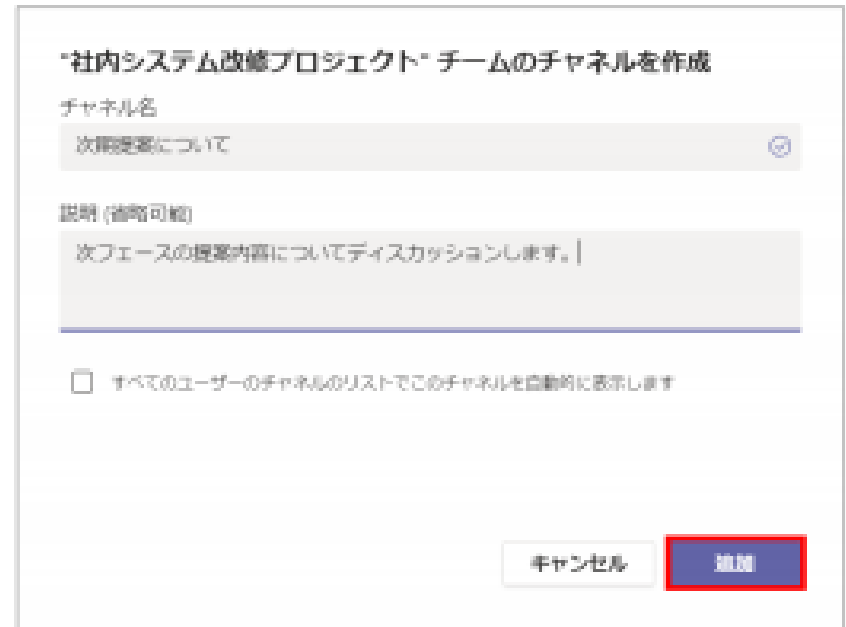 "社内システム改修プロジェクト" チームのチャネルを作成
チャネル名
次期提案について
説明 (省略可能)
次フェーズの提案内容についてディスカッションします。
すべてのユーザーのチャネルのリストでこのチャネルを自動的に表示します
キャンセル
追加